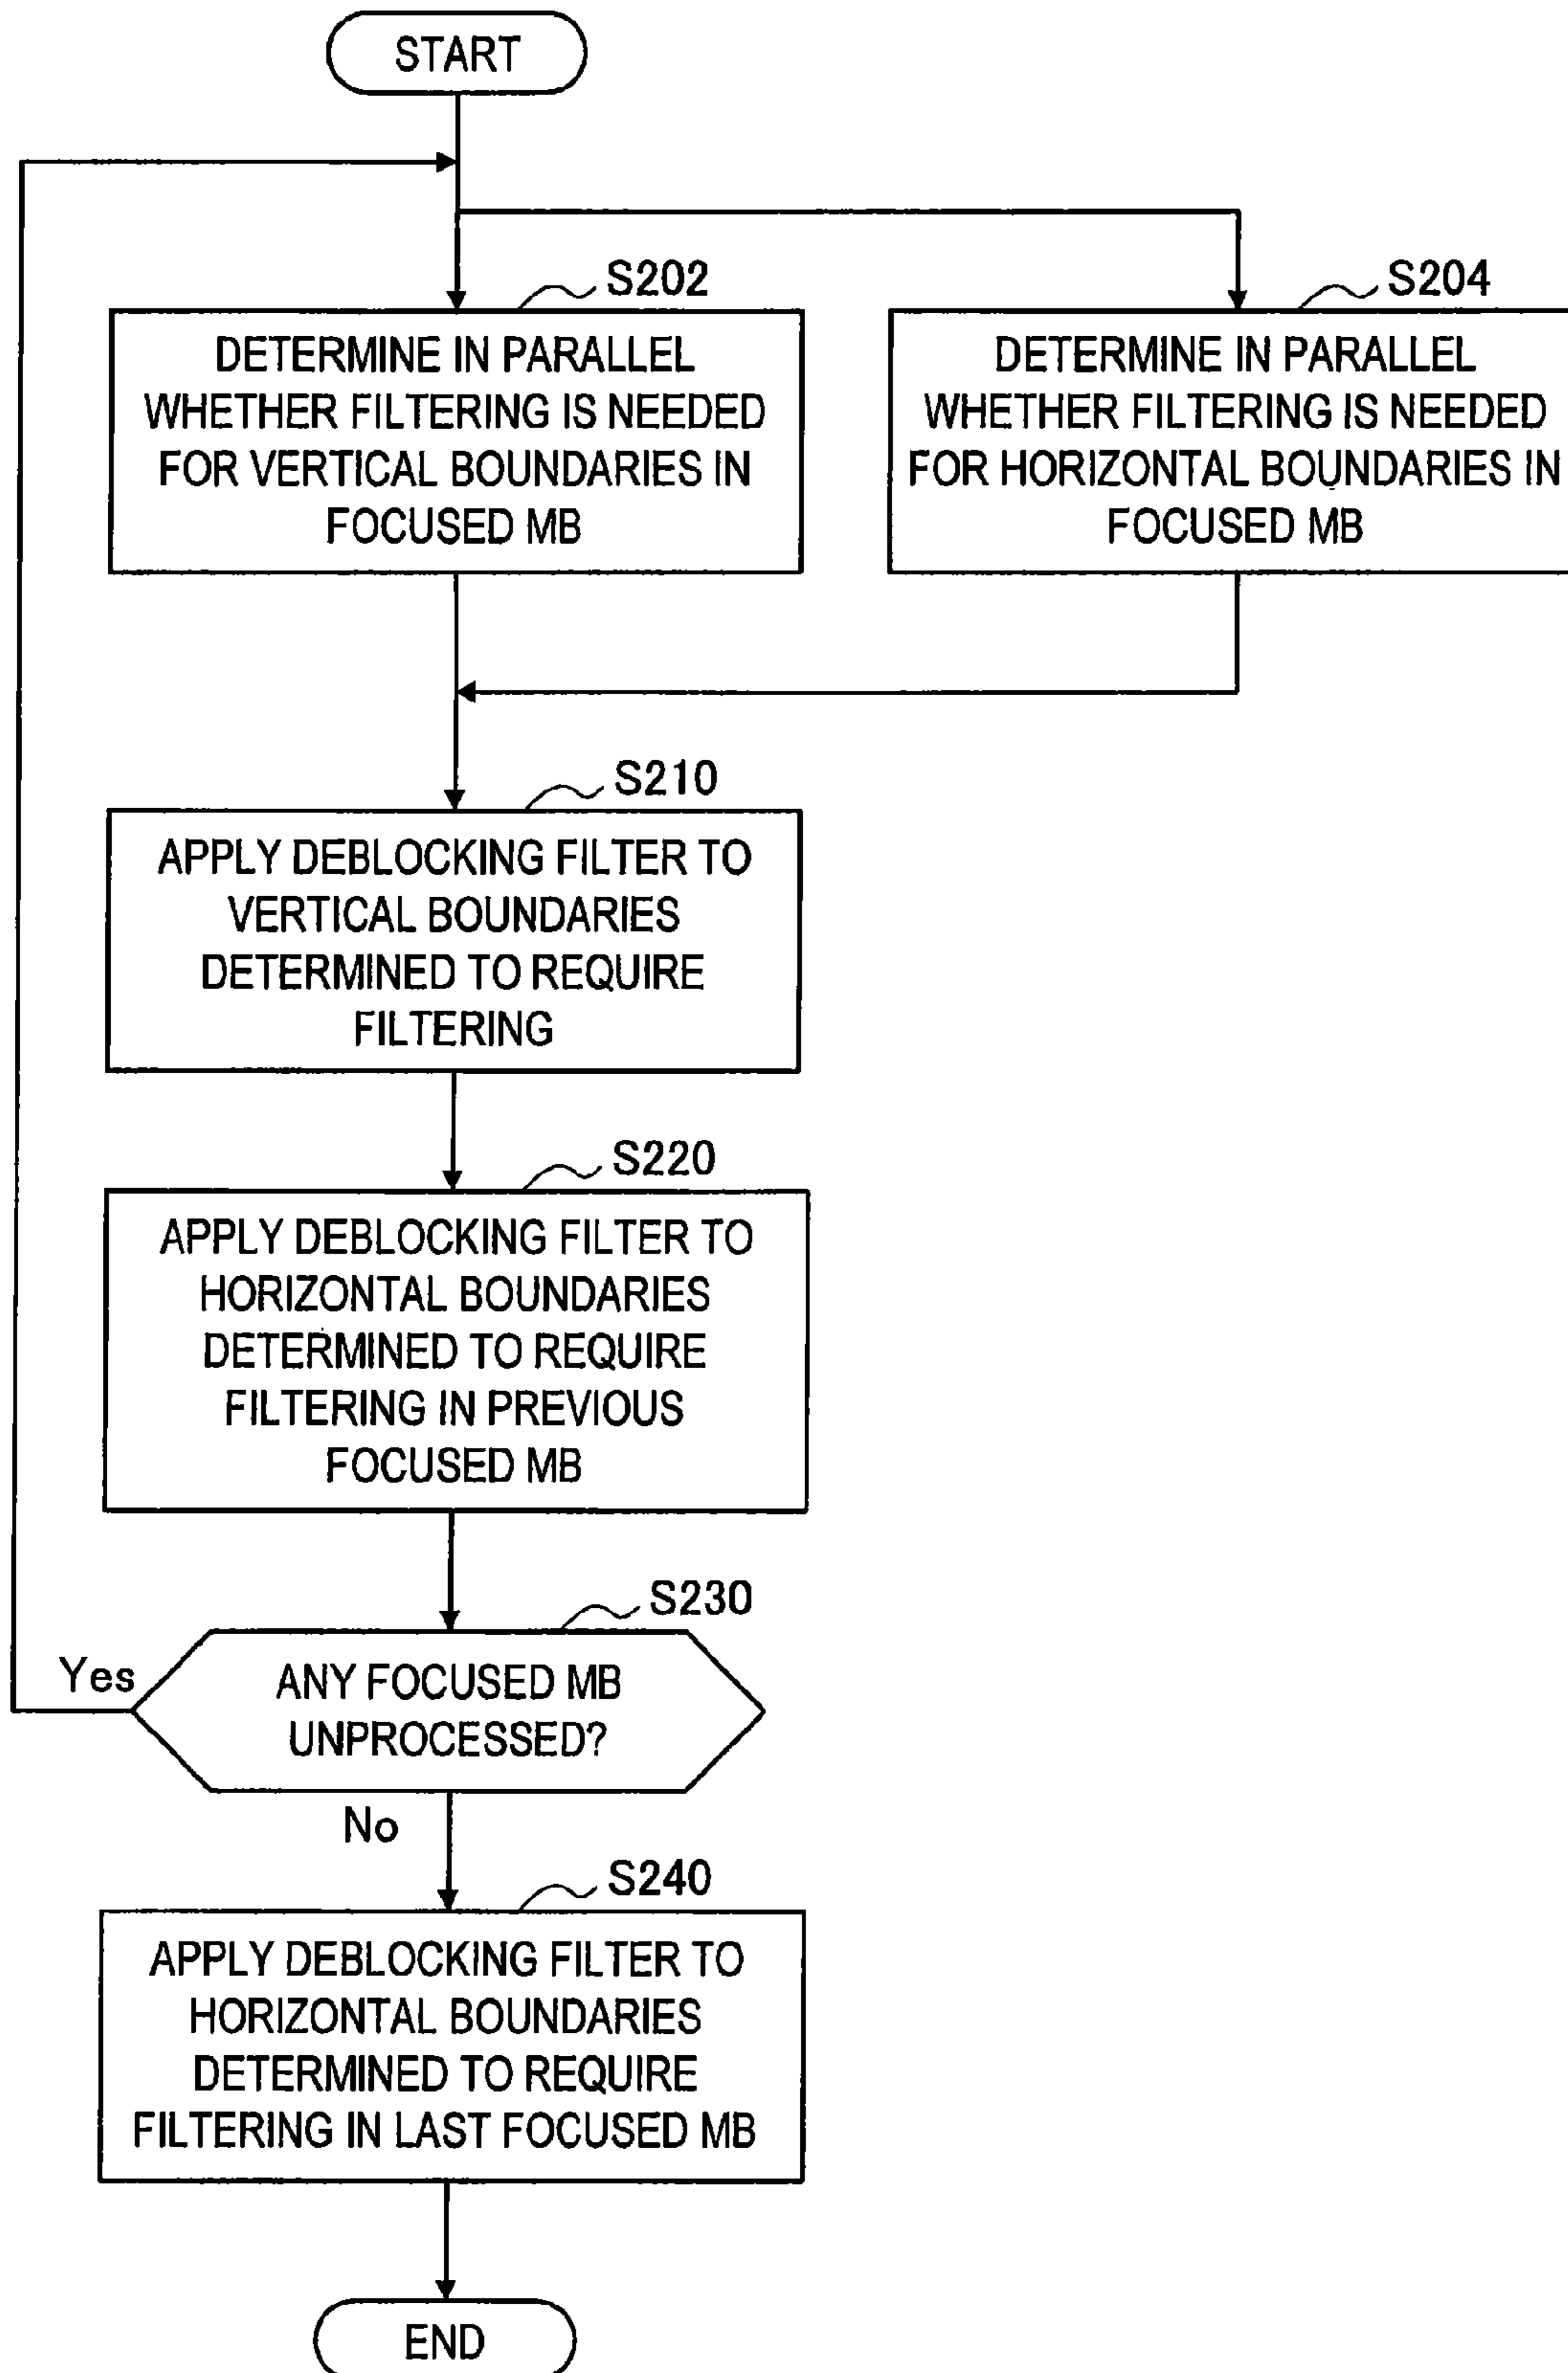 START
S202
DETERMINE IN PARALLEL
WHETHER FILTERING IS NEEDED
FOR VERTICAL BOUNDARIES IN
FOCUSED MB
S204
DETERMINE IN PARALLEL
WHETHER FILTERING IS NEEDED
FOR HORIZONTAL BOUNDARIES IN
FOCUSED MB
S210
APPLY DEBLOCKING FILTER TO
VERTICAL BOUNDARIES
DETERMINED TO REQUIRE
FILTERING
S220
APPLY DEBLOCKING FILTER TO
HORIZONTAL BOUNDARIES
DETERMINED TO REQUIRE
FILTERING IN PREVIOUS
FOCUSED MB
S230
Yes
ANY FOCUSED MB
UNPROCESSED?
No
S240
APPLY DEBLOCKING FILTER TO
HORIZONTAL BOUNDARIES
DETERMINED TO REQUIRE
FILTERING IN LAST FOCUSED MB
END